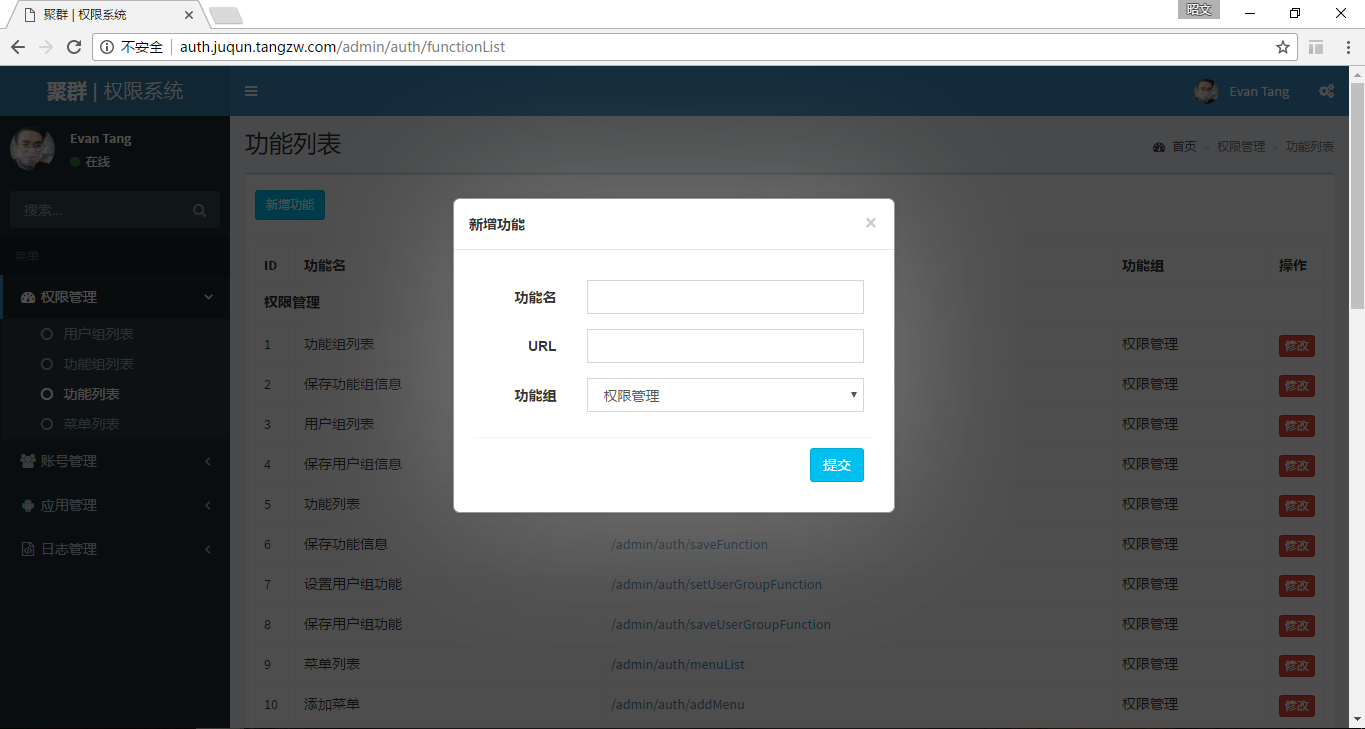 聚群 | 权限系统
昭文
不安全 auth.juqun.tangzw.com/admin/auth/functionList
聚群 | 权限系统
Evan Tang
Evan Tang
在线
搜索...
菜单
权限管理
用户组列表
功能组列表
功能列表
菜单列表
账号管理
应用管理
日志管理
功能列表
首页 > 权限管理 > 功能列表
新增功能
ID 功能名 功能组 操作
权限管理
1 功能组列表 权限管理 修改
2 保存功能组信息 权限管理 修改
3 用户组列表 权限管理 修改
4 保存用户组信息 权限管理 修改
5 功能列表 权限管理 修改
6 保存功能信息 /admin/auth/saveFunction 权限管理 修改
7 设置用户组功能 /admin/auth/setUserGroupFunction 权限管理 修改
8 保存用户组功能 /admin/auth/saveUserGroupFunction 权限管理 修改
9 菜单列表 /admin/auth/menuList 权限管理 修改
10 添加菜单 /admin/auth/addMenu 权限管理 修改
新增功能 ×
功能名
URL
功能组 权限管理
提交